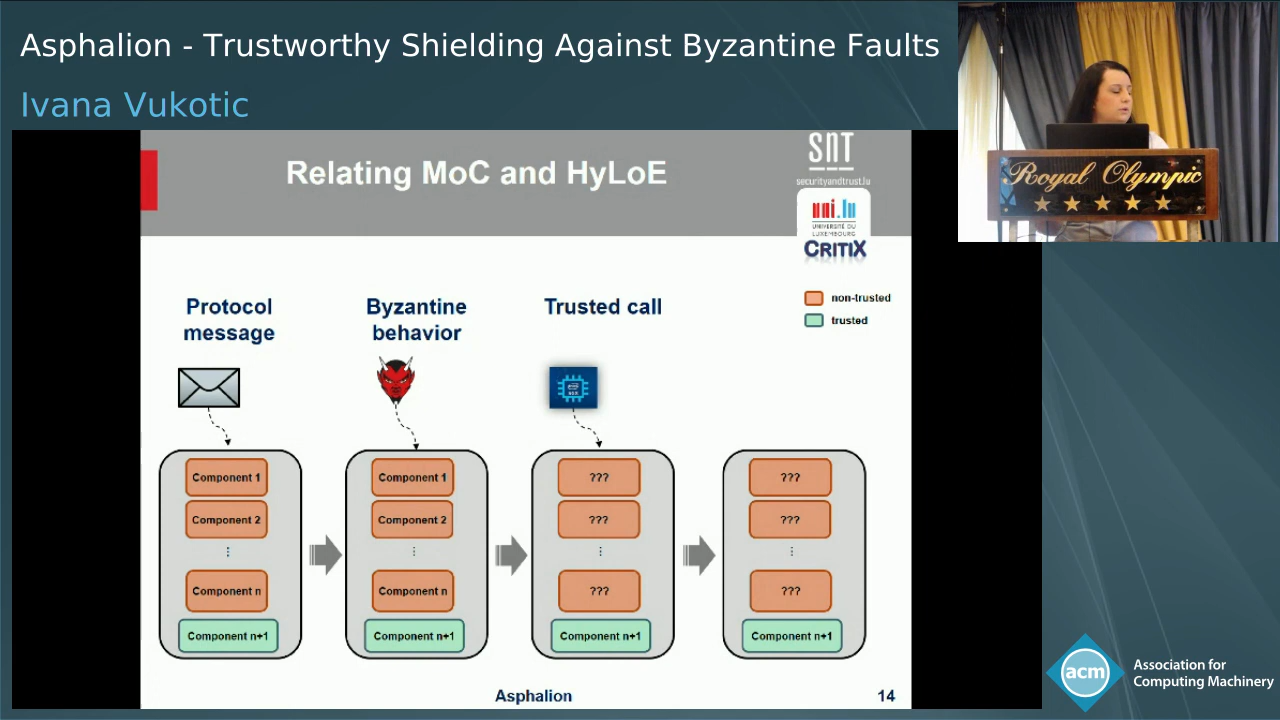 Asphalion - Trustworthy Shielding Against Byzantine Faults
Ivana Vukotic
Royal Olympic
Relating MoC and HyLoE
SNT
securityandtrust.lu
uni.lu
UNIVERSITÉ DU
LUXEMBOURG
CRITIX
non-trusted
trusted
Protocol
message
Byzantine
behavior
Trusted call
Component 1
Component 2
⋮
Component n
Component n+1
Component 1
Component 2
⋮
Component n
Component n+1
???
???
⋮
???
Component n+1
???
???
⋮
???
Component n+1
Asphalion
14
acm
Association for
Computing Machinery